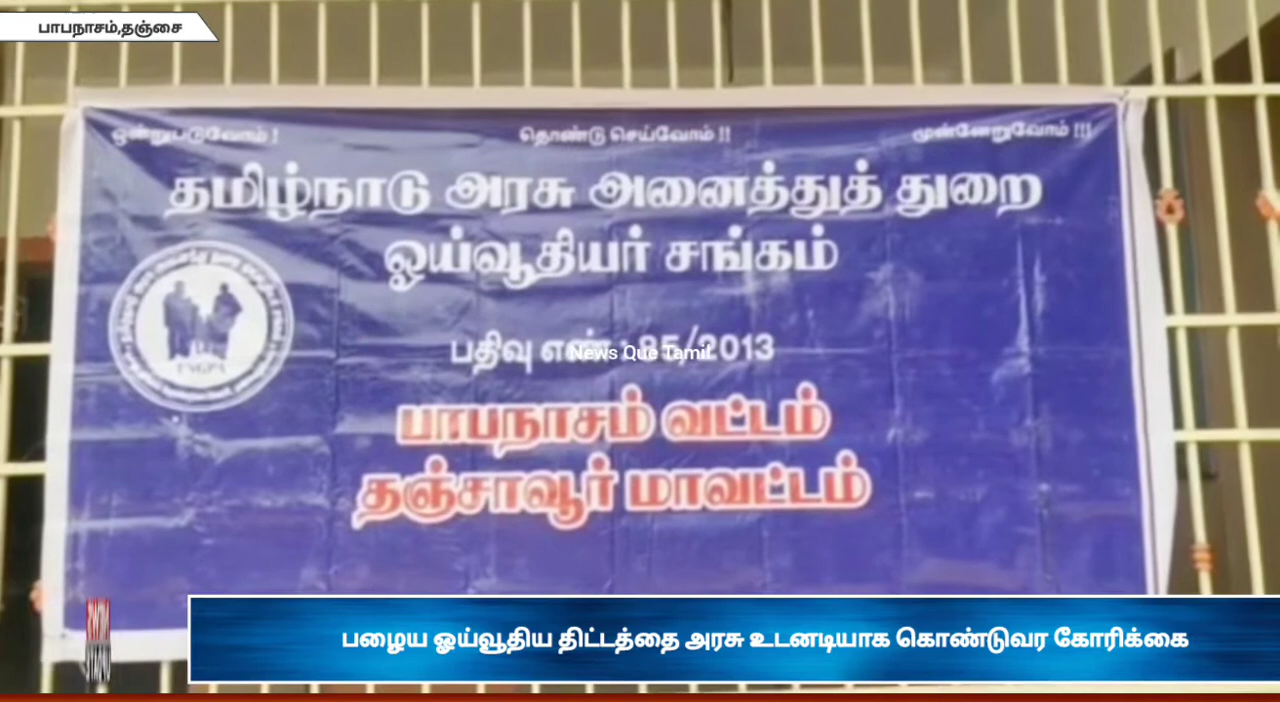 பாபநாசம்,தஞ்சை
ஒன்றுபடுவோம் ! தொண்டு செய்வோம் !! முன்னேறுவோம் !!!
தமிழ்நாடு அரசு அனைத்துத் துறை
ஓய்வூதியர் சங்கம்
பதிவு எண் : 85/2013
News Que Tamil
பாபநாசம் வட்டம்
தஞ்சாவூர் மாவட்டம்
பழைய ஓய்வூதிய திட்டத்தை அரசு உடனடியாக கொண்டுவர கோரிக்கை